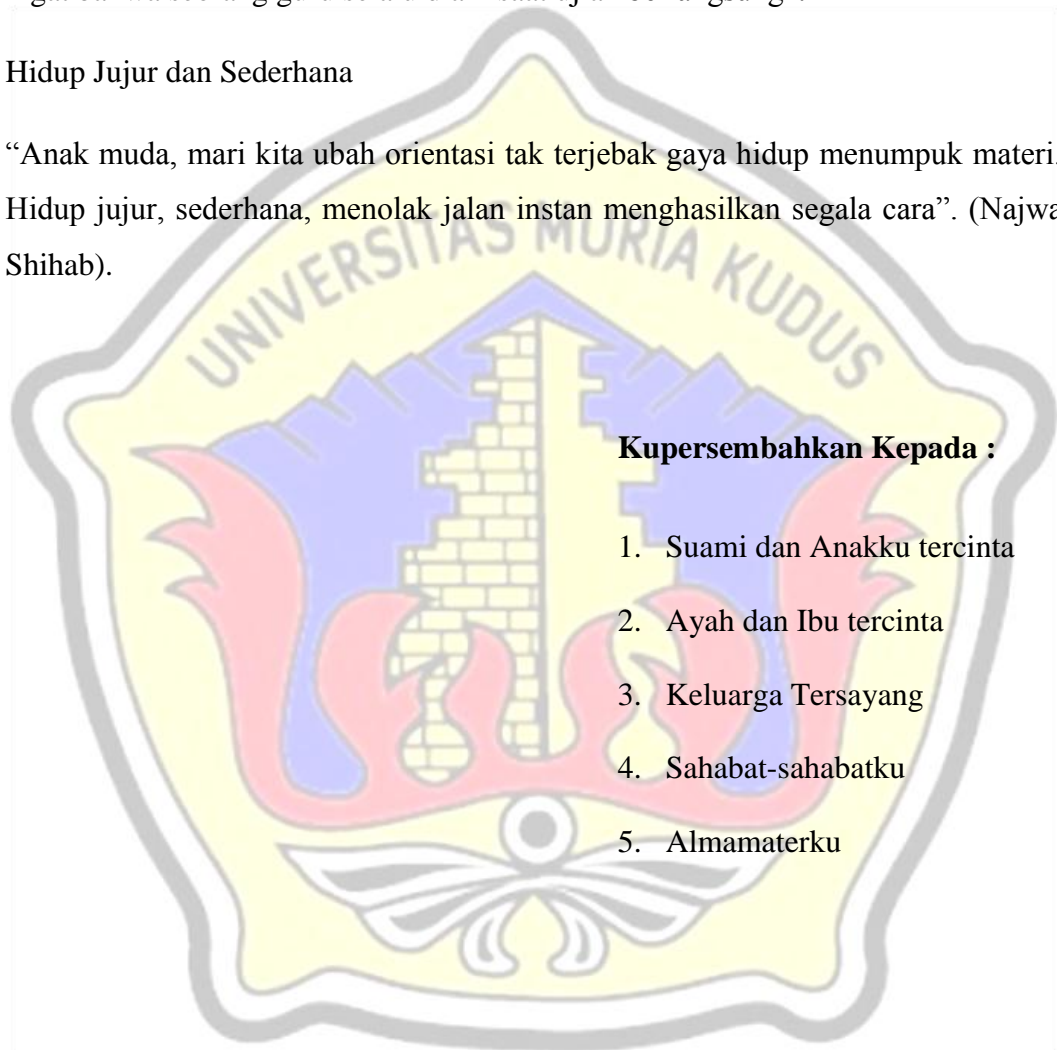 Hidup Jujur dan Sederhana
“Anak muda, mari kita ubah orientasi tak terjebak gaya hidup menumpuk materi.
Hidup jujur, sederhana, menolak jalan instan menghasilkan segala cara”. (Najwa
Shihab).
UNIVERSITAS MURIA KUDUS
Kupersembahkan Kepada :
1. Suami dan Anakku tercinta
2. Ayah dan Ibu tercinta
3. Keluarga Tersayang
4. Sahabat-sahabatku
5. Almamaterku